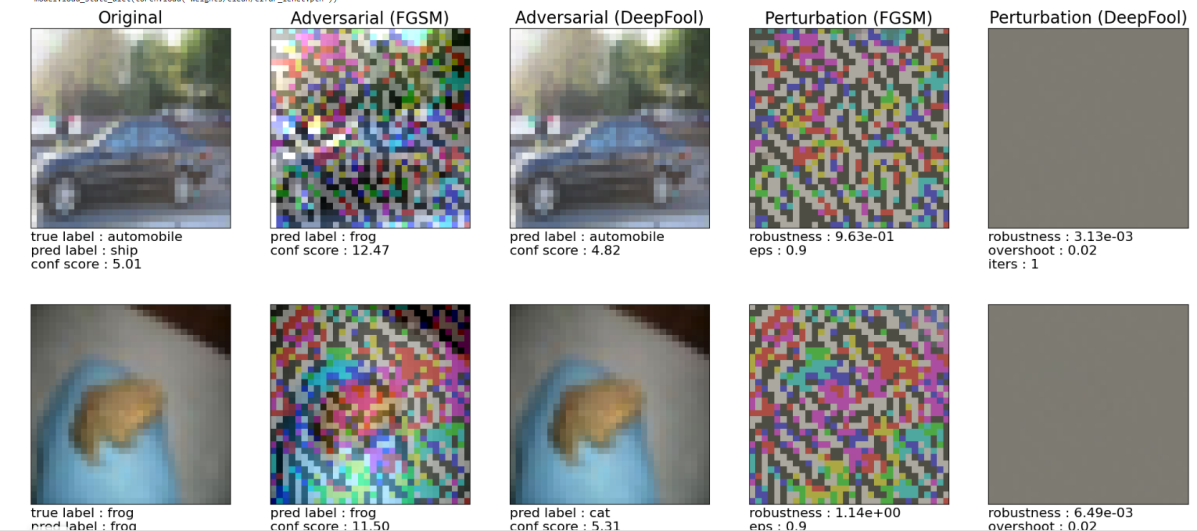 Original
Adversarial (FGSM)
Adversarial (DeepFool)
Perturbation (FGSM)
Perturbation (DeepFool)
true label : automobile
pred label : ship
conf score : 5.01
pred label : frog
conf score : 12.47
pred label : automobile
conf score : 4.82
robustness : 9.63e-01
eps : 0.9
robustness : 3.13e-03
overshoot : 0.02
iters : 1
true label : frog
pred label : frog
pred label : frog
conf score : 11.50
pred label : cat
conf score : 5.31
robustness : 1.14e+00
eps : 0.9
robustness : 6.49e-03
overshoot : 0.02